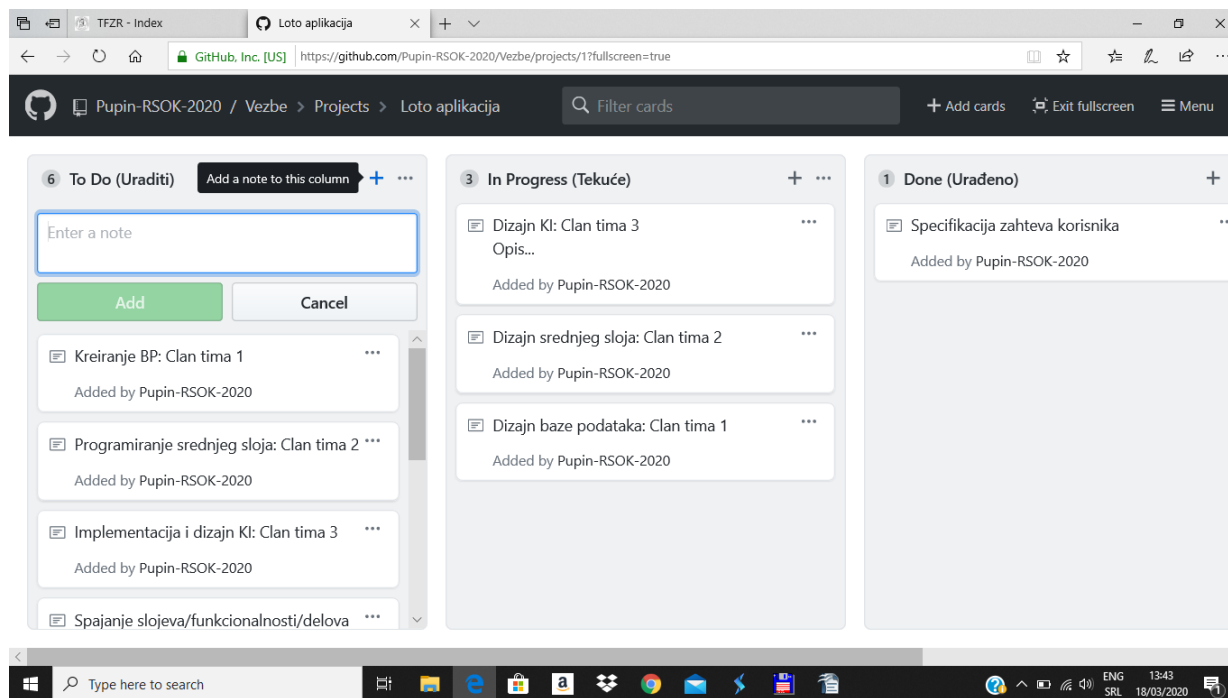 TFZR - Index
Loto aplikacija
GitHub, Inc. [US] https://github.com/Pupin-RSOK-2020/Vezbe/projects/1?fullscreen=true
Pupin-RSOK-2020 / Vezbe > Projects > Loto aplikacija
Filter cards
Add cards
Exit fullscreen
Menu
6 To Do (Uraditi)
Add a note to this column
Enter a note
Add
Cancel
Kreiranje BP: Clan tima 1
Added by Pupin-RSOK-2020
Programiranje srednjeg sloja: Clan tima 2
Added by Pupin-RSOK-2020
Implementacija i dizajn KI: Clan tima 3
Added by Pupin-RSOK-2020
Spajanje slojeva/funkcionalnosti/delova
3 In Progress (Tekuće)
Dizajn KI: Clan tima 3
Opis...
Added by Pupin-RSOK-2020
Dizajn srednjeg sloja: Clan tima 2
Added by Pupin-RSOK-2020
Dizajn baze podataka: Clan tima 1
Added by Pupin-RSOK-2020
1 Done (Urađeno)
Specifikacija zahteva korisnika
Added by Pupin-RSOK-2020
Type here to search
ENG
SRL
13:43
18/03/2020